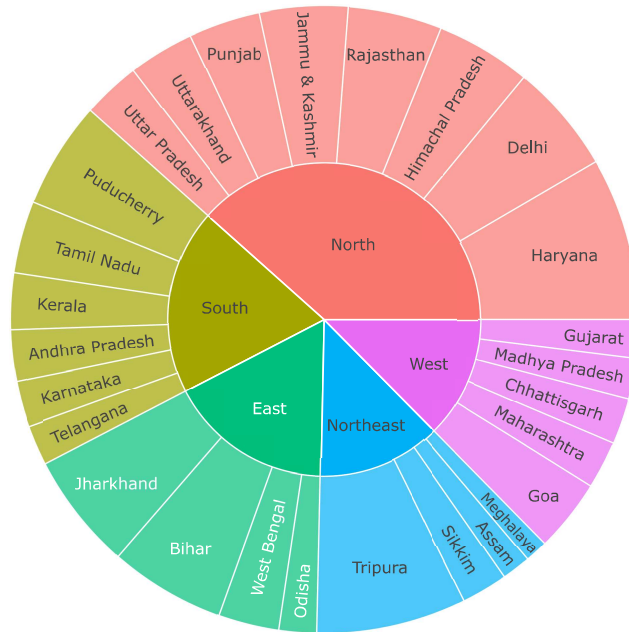 Punjab
Jammu & Kashmir
Rajasthan
Himachal Pradesh
Uttarakhand
Uttar Pradesh
Delhi
Haryana
North
Puducherry
Tamil Nadu
Kerala
Andhra Pradesh
Karnataka
Telangana
South
East
Jharkhand
Bihar
West Bengal
Odisha
Northeast
Tripura
Sikkim
Assam
Meghalaya
West
Gujarat
Madhya Pradesh
Chhattisgarh
Maharashtra
Goa